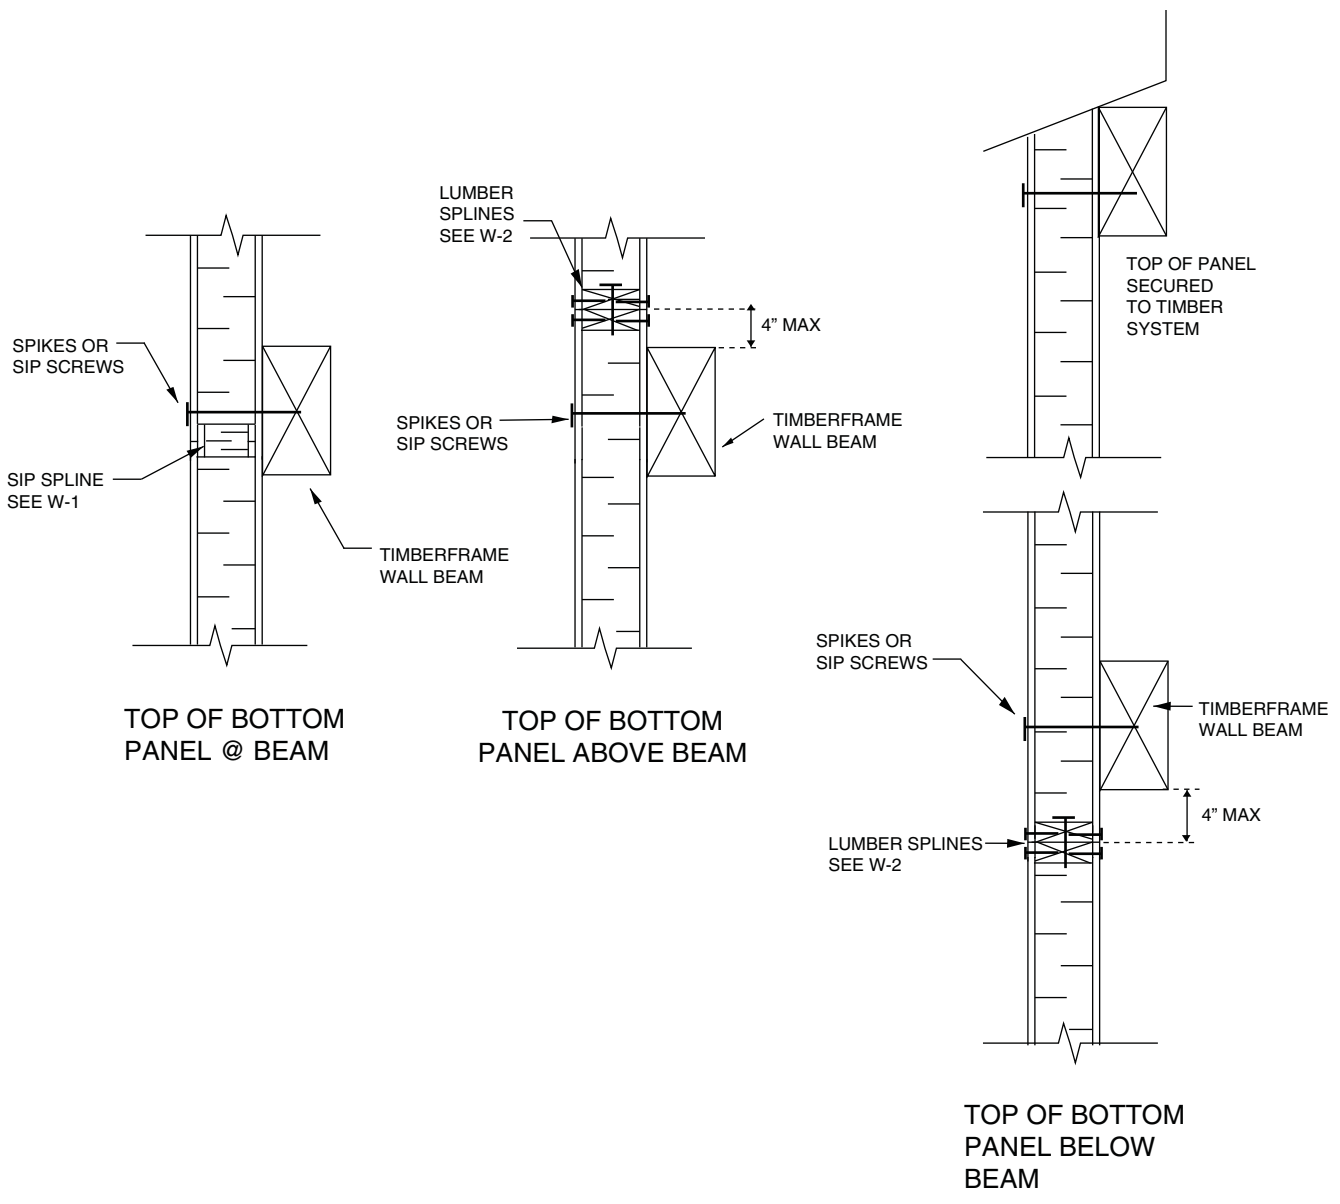 SPIKES OR
SIP SCREWS
SIP SPLINE
SEE W-1
TIMBERFRAME
WALL BEAM
TOP OF BOTTOM
PANEL @ BEAM
LUMBER
SPLINES
SEE W-2
4” MAX
SPIKES OR
SIP SCREWS
TIMBERFRAME
WALL BEAM
TOP OF BOTTOM
PANEL ABOVE BEAM
TOP OF PANEL
SECURED
TO TIMBER
SYSTEM
SPIKES OR
SIP SCREWS
TIMBERFRAME
WALL BEAM
4” MAX
LUMBER SPLINES
SEE W-2
TOP OF BOTTOM
PANEL BELOW
BEAM